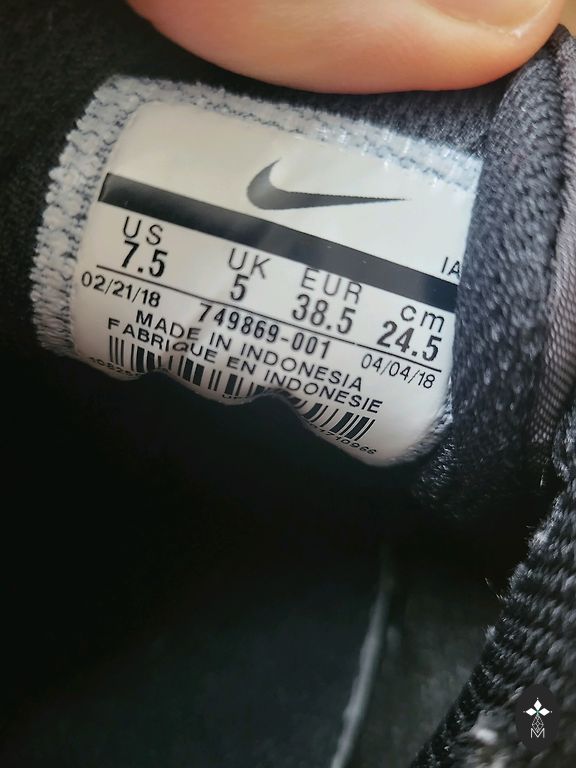 IA
US UK EUR cm
7.5 5 38.5 24.5
02/21/18 749869-001 04/04/18
MADE IN INDONESIA
FABRIQUE EN INDONESIE
M